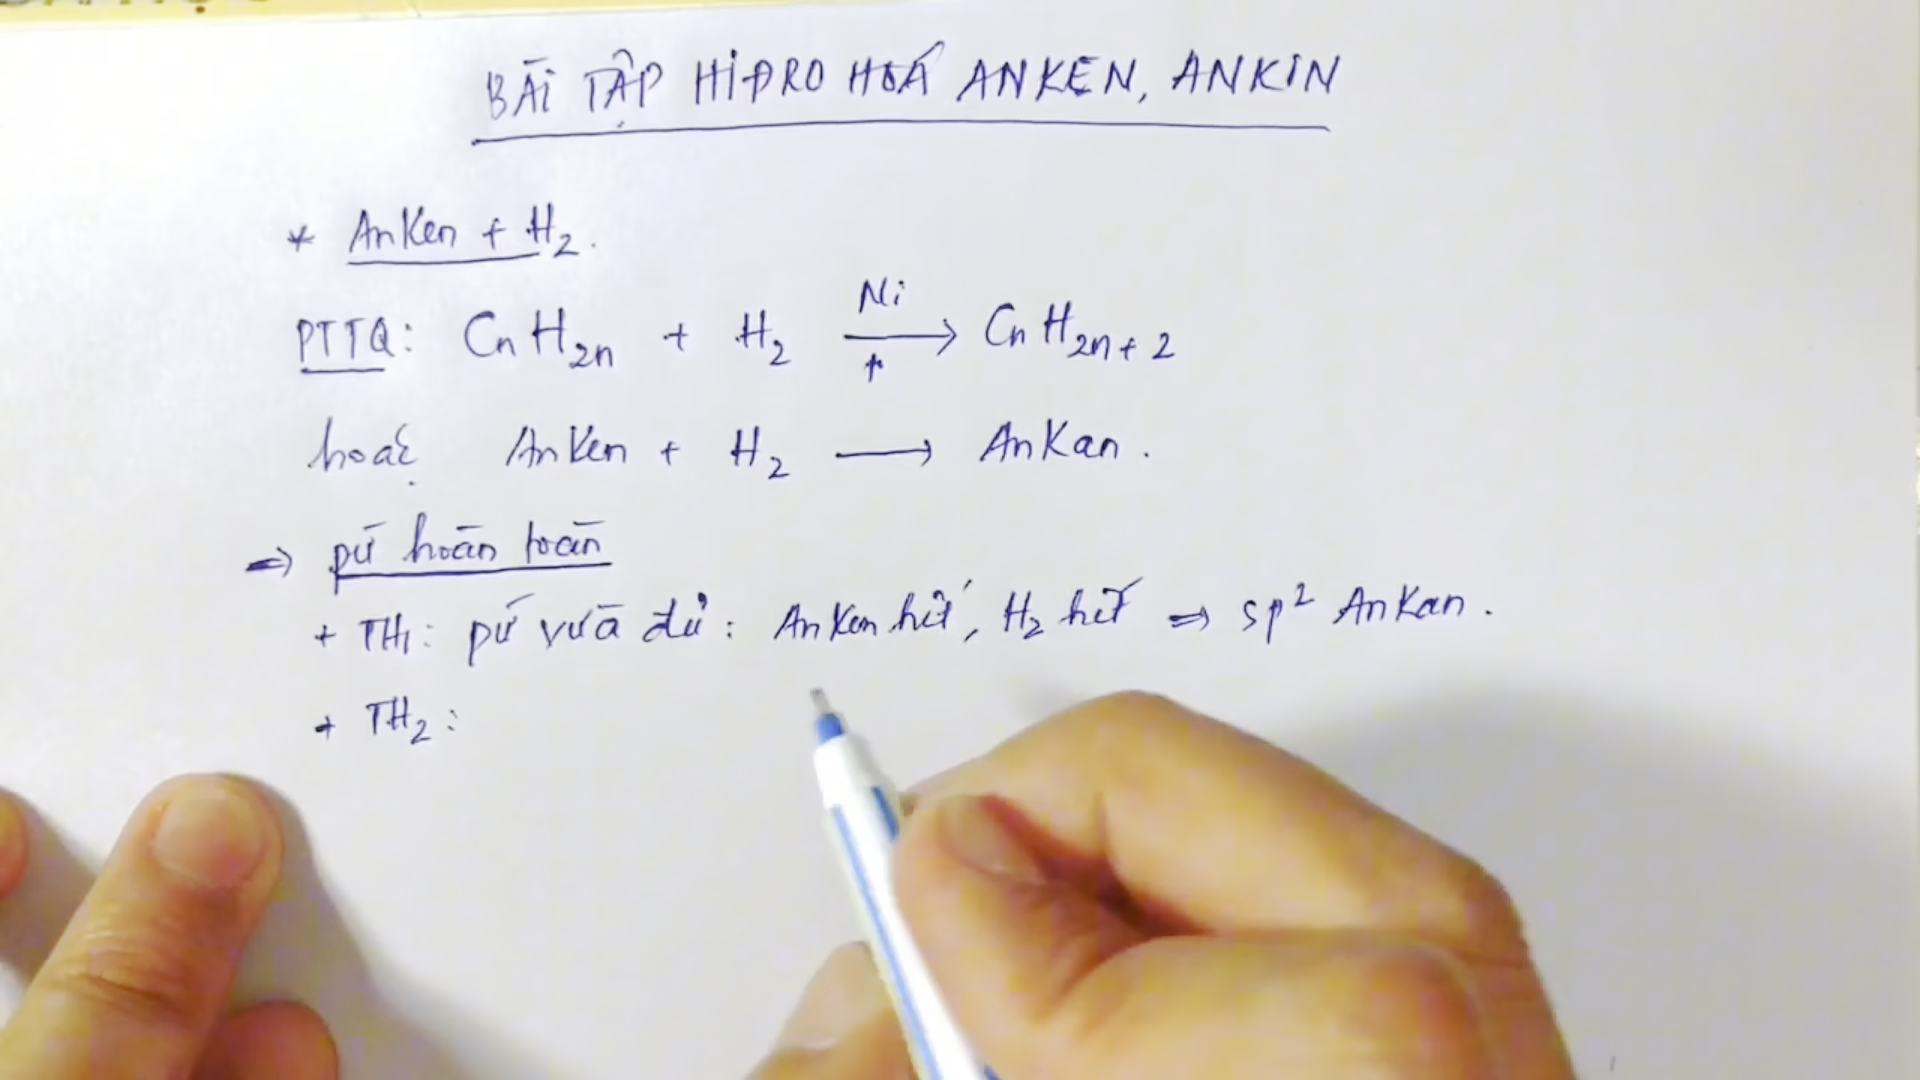 BÀI TẬP HIĐRO HOÁ ANKEN, ANKIN
* AnKen + H2.
PTTQ: CnH2n + H2 Ni → t° CnH2n+2
hoặc AnKen + H2 → AnKan.
⇒ pứ hoàn toàn
+ TH1: pứ vừa đủ: AnKen hết, H2 hết ⇒ sp² AnKan.
+ TH2: